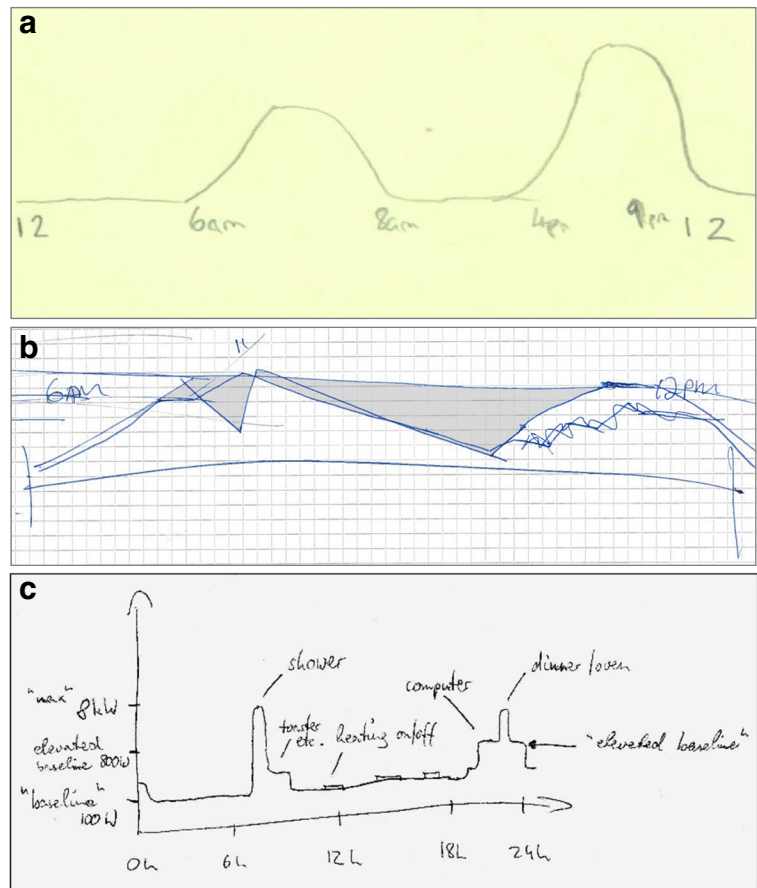 a
12 6am 8am 4pm 9pm 12
b
6AM
12PM
c
shower
dinner/oven
computer
"max" 8kW
toaster
etc. heating on/off
elevated
baseline 800W
"elevated baseline"
"baseline"
100W
0h 6h 12h 18h 24h